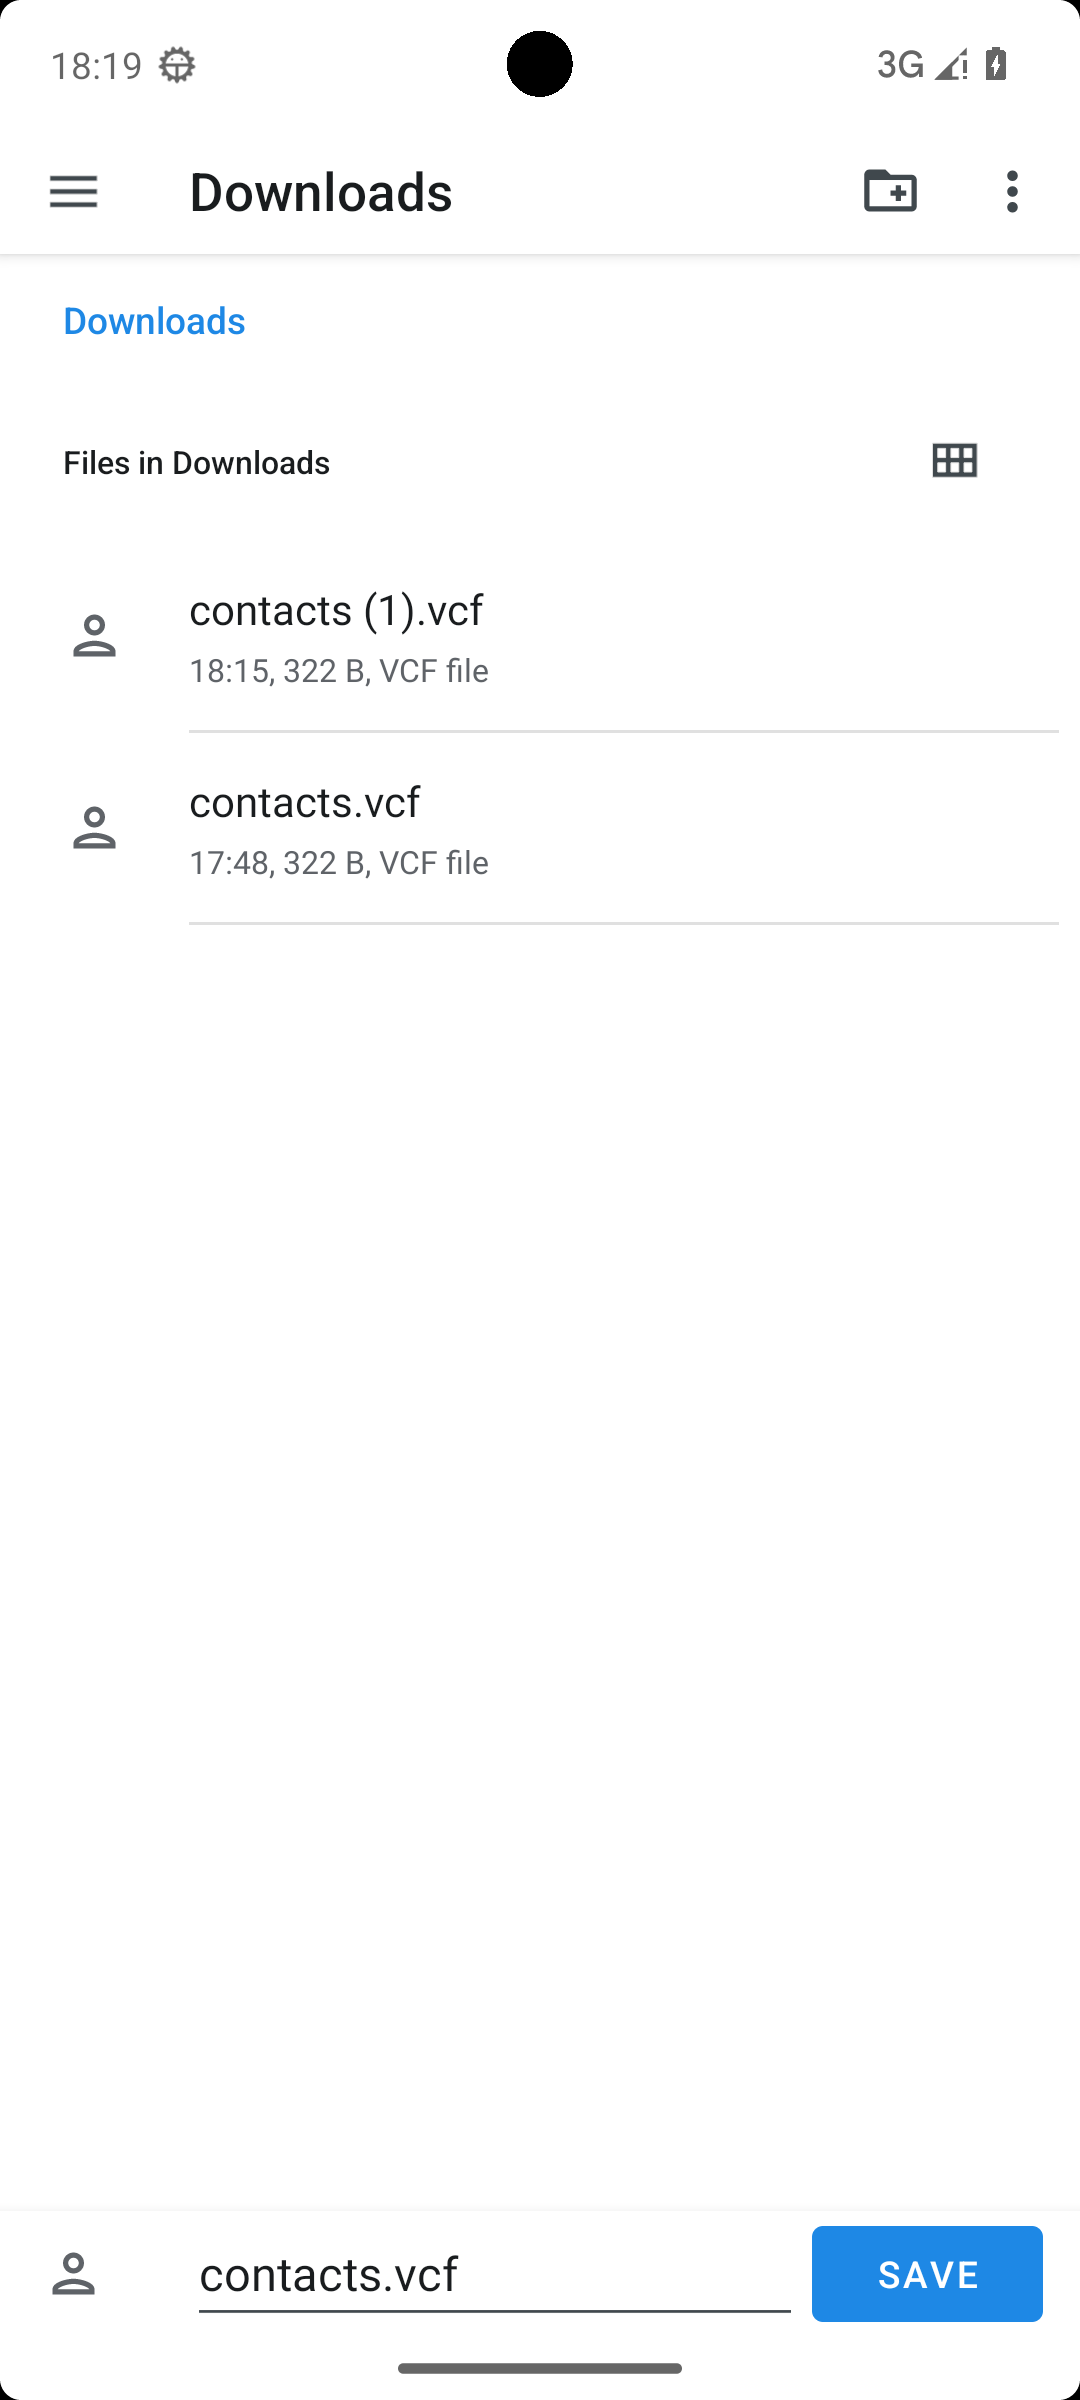 18:19
3G
Downloads
Downloads
Files in Downloads
contacts (1).vcf
18:15, 322 B, VCF file
contacts.vcf
17:48, 322 B, VCF file
contacts.vcf
SAVE